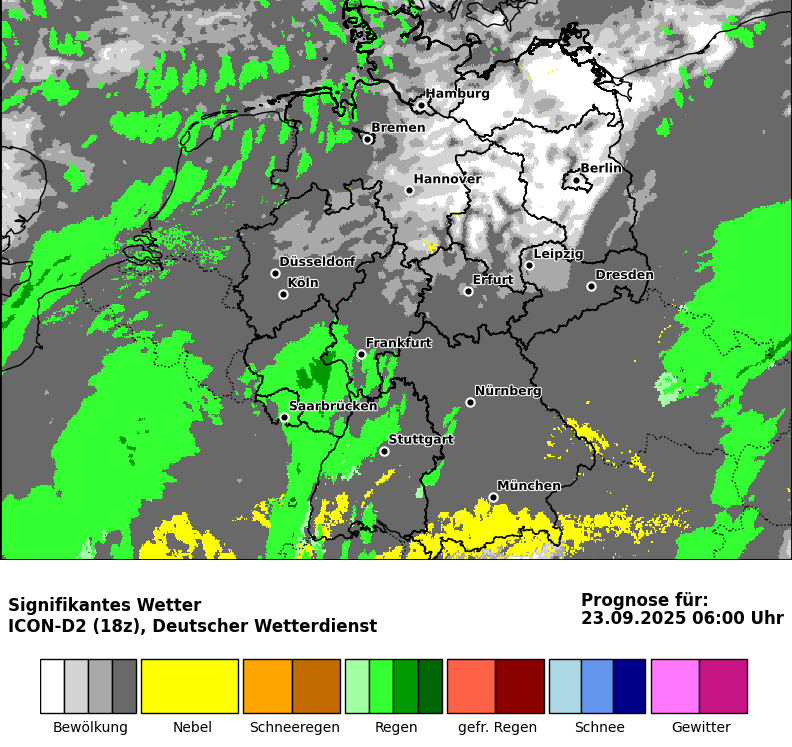 Hamburg
Bremen
Berlin
Hannover
Leipzig
Düsseldorf
Dresden
Köln
Erfurt
Frankfurt
Nürnberg
Saarbrücken
Stuttgart
München
Signifikantes Wetter
ICON-D2 (18z), Deutscher Wetterdienst
Prognose für:
23.09.2025 06:00 Uhr
Bewölkung
Nebel
Schneeregen
Regen
gefr. Regen
Schnee
Gewitter